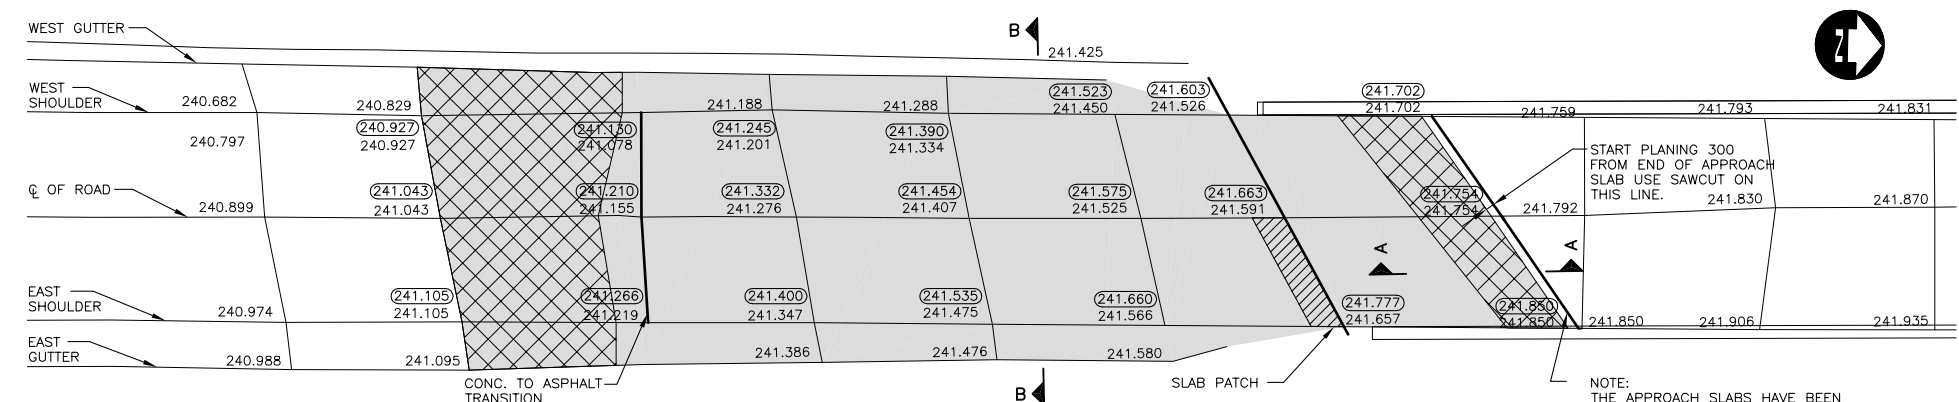 WEST GUTTER
B
241.425
N
WEST
SHOULDER
240.682
240.829
241.188
241.288
241.523
241.450
241.603
241.526
241.702
241.702
241.759
241.793
241.831
240.797
240.927
240.927
241.130
241.078
241.245
241.201
241.390
241.334
START PLANING 300
FROM END OF APPROACH
SLAB USE SAWCUT ON
THIS LINE.
℄ OF ROAD
240.899
241.043
241.043
241.210
241.155
241.332
241.276
241.454
241.407
241.575
241.525
241.663
241.591
241.754
241.754
241.792
241.830
241.870
A
A
EAST
SHOULDER
240.974
241.105
241.105
241.266
241.219
241.400
241.347
241.535
241.475
241.660
241.566
241.777
241.657
241.850
241.850
241.850
241.906
241.935
EAST
GUTTER
240.988
241.095
241.386
241.476
241.580
CONC. TO ASPHALT
TRANSITION
B
SLAB PATCH
NOTE:
THE APPROACH SLABS HAVE BEEN